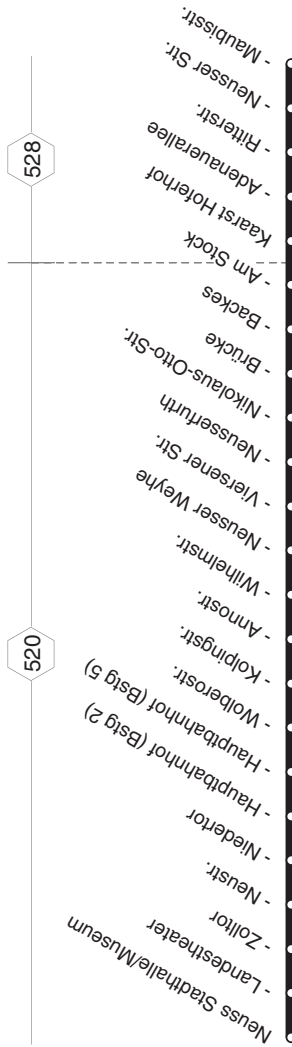 Neuss Stadthalle/Museum
- Landestheater
- Zolltor
- Neustr.
- Niedertor
- Hauptbahnhof (Bstg 2)
- Hauptbahnhof (Bstg 5)
- Wolberostr.
- Kolpingstr.
- Annostr.
- Wilhelmstr.
- Neusser Weyhe
- Viersener Str.
- Neusserfurth
- Nikolaus-Otto-Str.
- Brücke
- Backes
- Am Stock
Kaarst Hoferhof
- Adenauerallee
- Ritterstr.
- Neusser Str.
- Maubisstr.
520
528